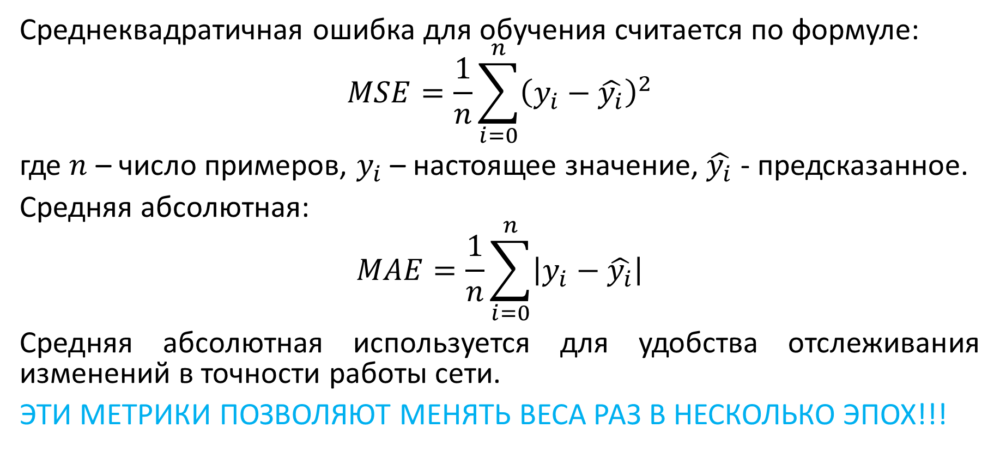 Среднеквадратичная ошибка для обучения считается по формуле:
$MSE = \frac{1}{n}\sum_{i=0}^{n}(y_i - \widehat{y_i})^2$
где $n$ – число примеров, $y_i$ – настоящее значение, $\widehat{y_i}$ - предсказанное.
Средняя абсолютная:
$MAE = \frac{1}{n}\sum_{i=0}^{n}|y_i - \widehat{y_i}|$
Средняя абсолютная используется для удобства отслеживания
изменений в точности работы сети.
ЭТИ МЕТРИКИ ПОЗВОЛЯЮТ МЕНЯТЬ ВЕСА РАЗ В НЕСКОЛЬКО ЭПОХ!!!